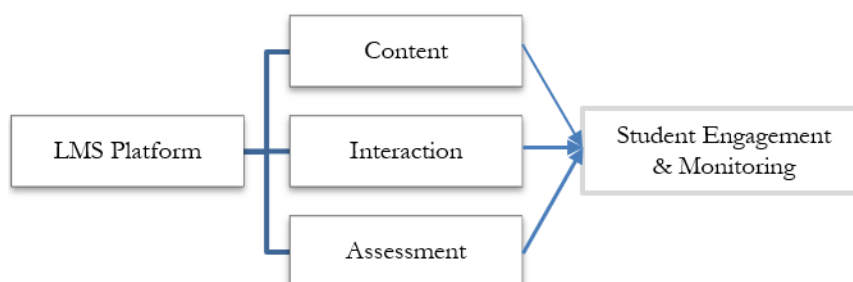 Content
LMS Platform
Interaction
Student Engagement
& Monitoring
Assessment